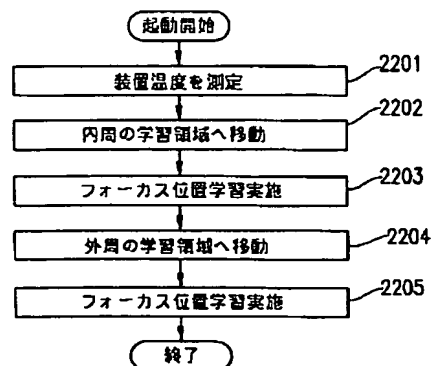 起動開始
装置温度を測定
2201
内周の学習領域へ移動
2202
フォーカス位置学習実施
2203
外周の学習領域へ移動
2204
フォーカス位置学習実施
2205
終了